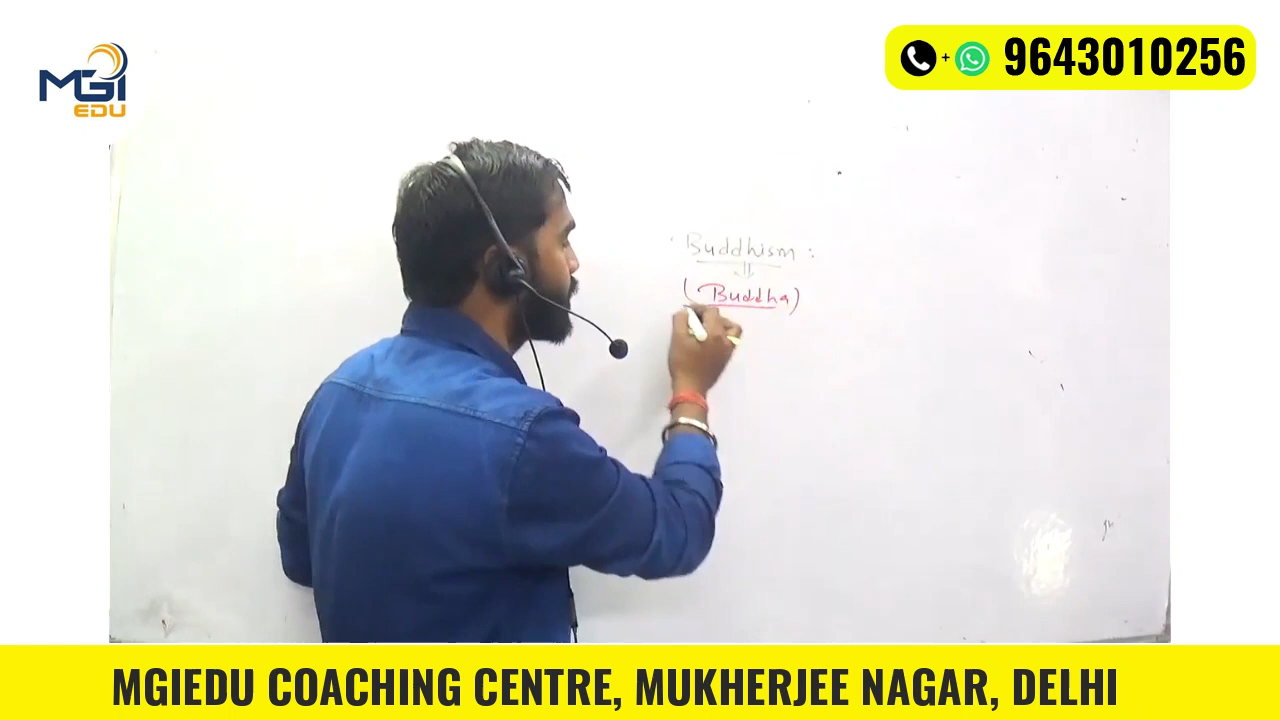 MGI
EDU
9643010256
Buddhism :
(Buddha)
MGIEDU COACHING CENTRE, MUKHERJEE NAGAR, DELHI